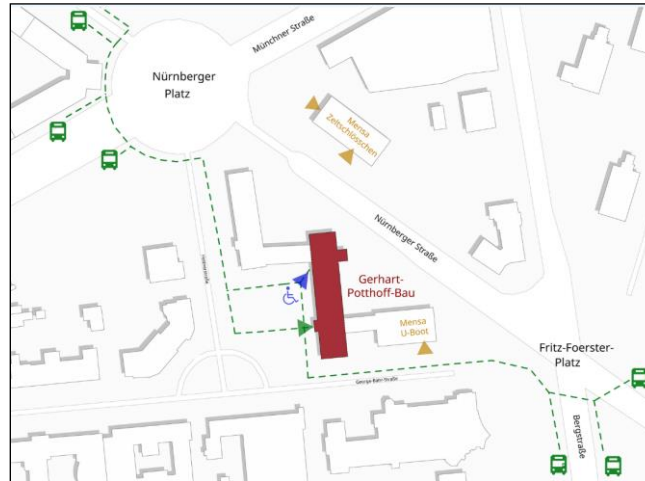 Münchner Straße
Nürnberger
Platz
Mensa
Zeltschlösschen
Nürnberger Straße
Gerhart-
Potthoff-Bau
Mensa
U-Boot
Fritz-Foerster-
Platz
George-Bähr-Straße
Bergstraße